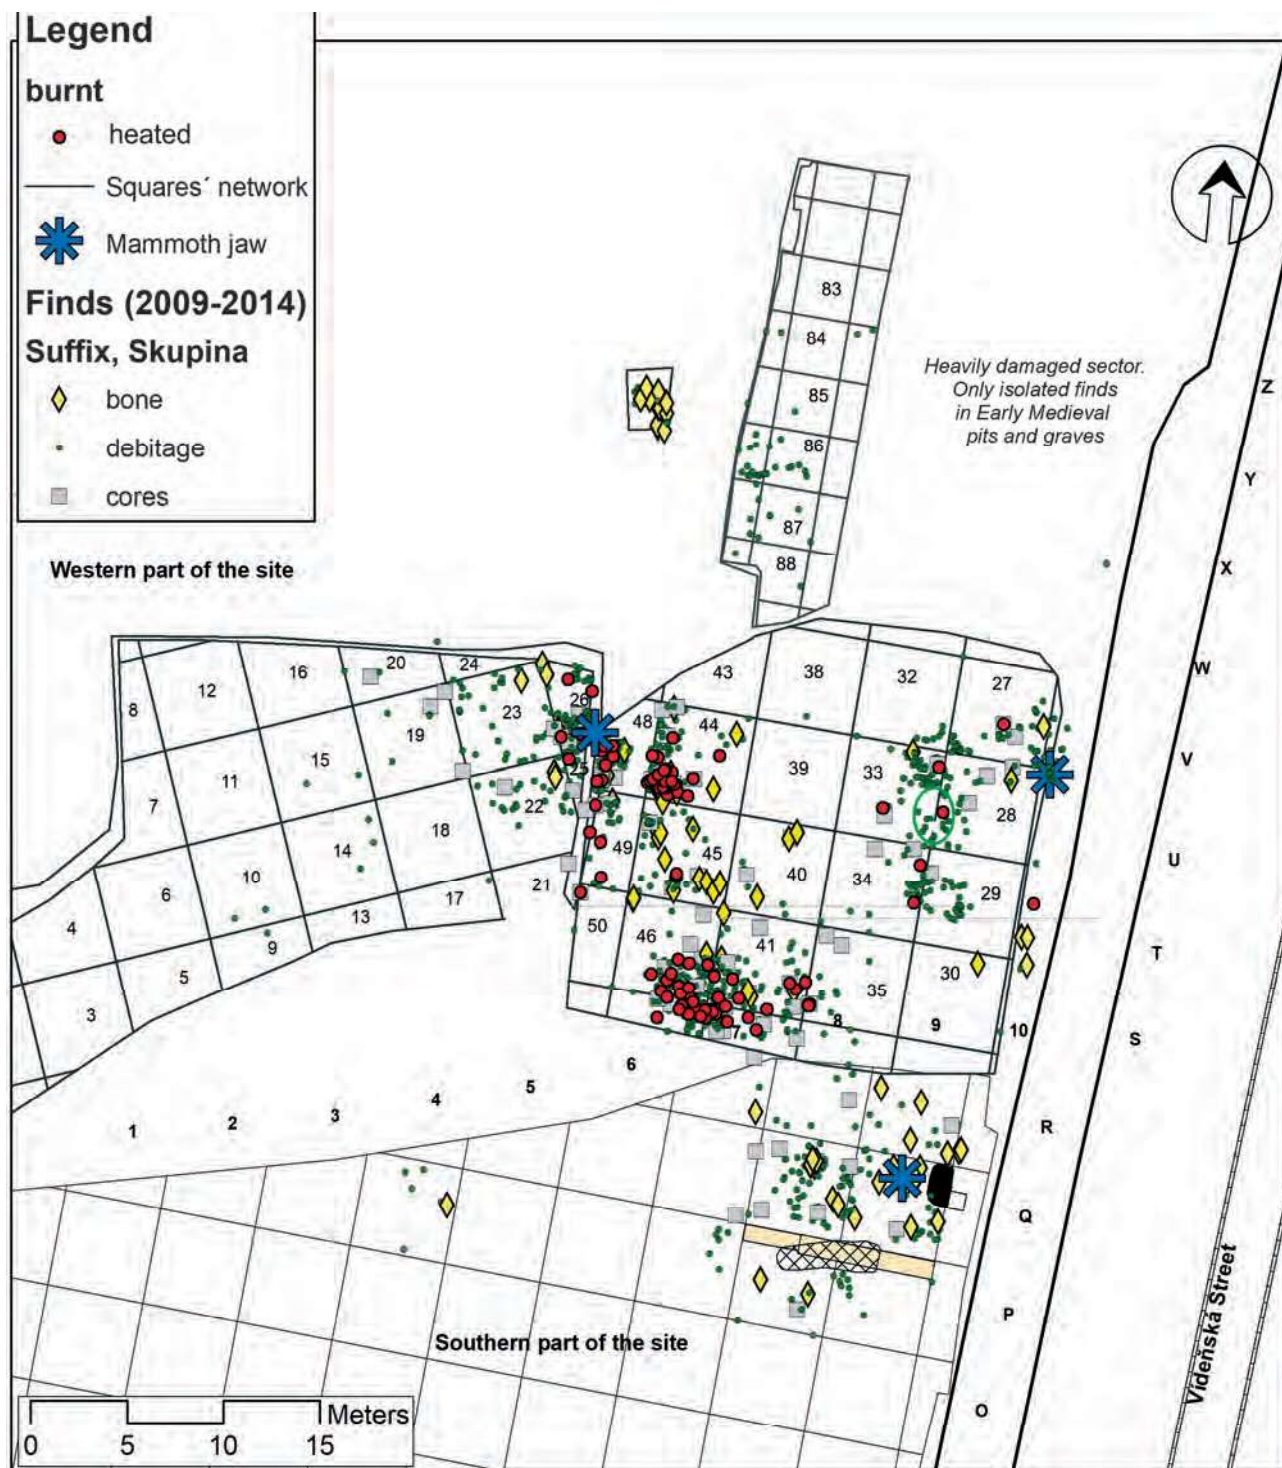 Legend
burnt
heated
Squares´ network
Mammoth jaw
Finds (2009-2014)
Suffix, Skupina
bone
debitage
cores
83
84
Heavily damaged sector.
Only isolated finds
in Early Medieval
pits and graves
Z
85
86
Y
87
88
X
Western part of the site
W
43
38
32
27
20
24
16
12
8
26
48
44
23
19
15
11
7
39
33
V
25
22
18
28
49
45
14
10
6
40
34
U
21
17
13
29
4
50
46
41
9
5
30
T
3
35
7
8
9
10
S
6
5
4
3
2
1
R
Q
P
Southern part of the site
Vídeňská Street
O
Meters
0 5 10 15